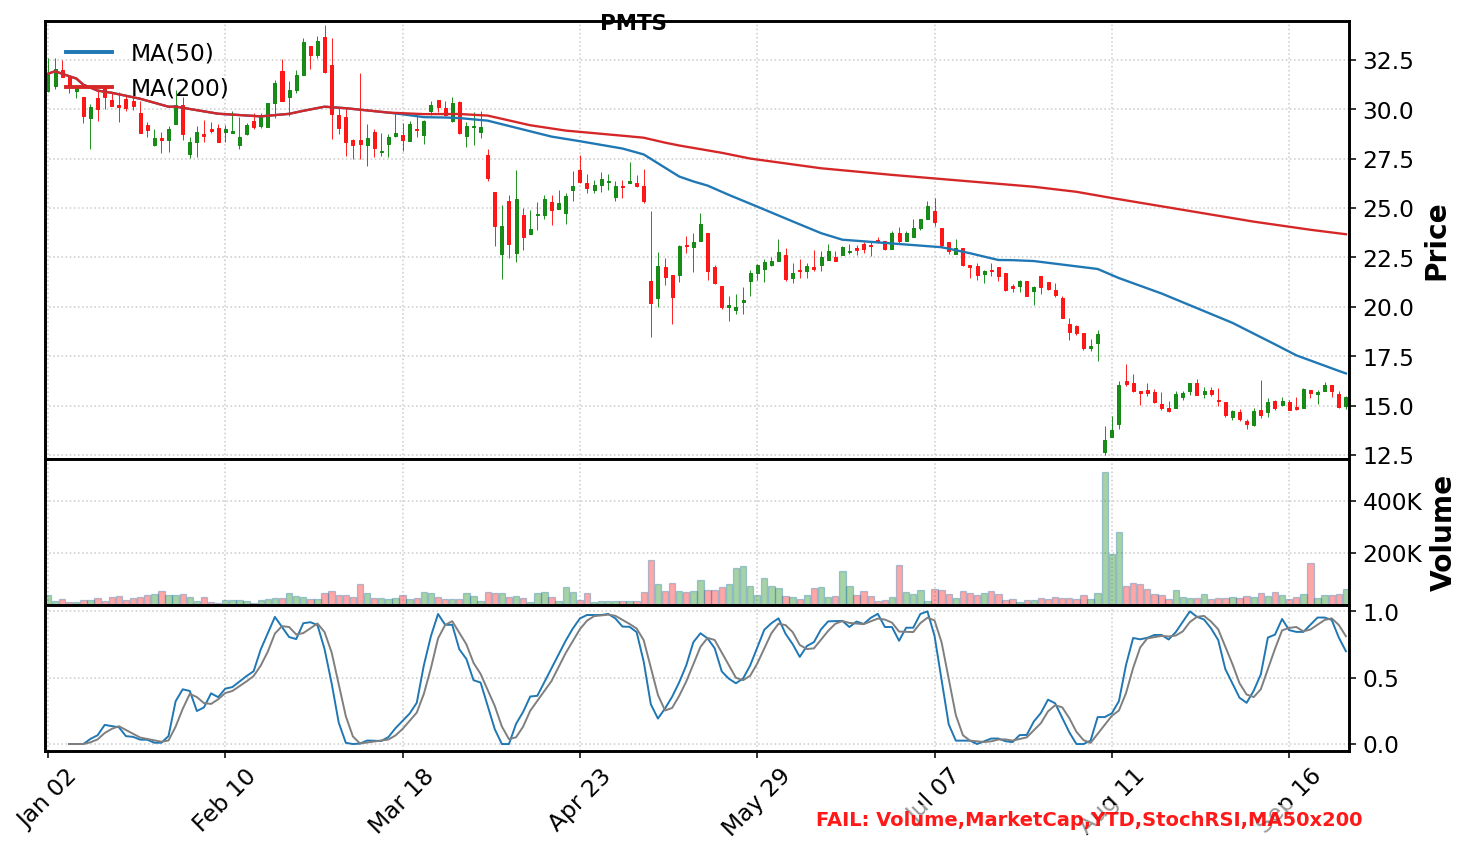 PMTS
MA(50)
MA(200)
32.5
30.0
27.5
25.0
22.5
20.0
17.5
15.0
12.5
Price
400K
200K
Volume
1.0
0.5
0.0
Jan 02
Feb 10
Mar 18
Apr 23
May 29
Jul 07
Aug 11
Sep 16
FAIL: Volume,MarketCap,YTD,StochRSI,MA50x200